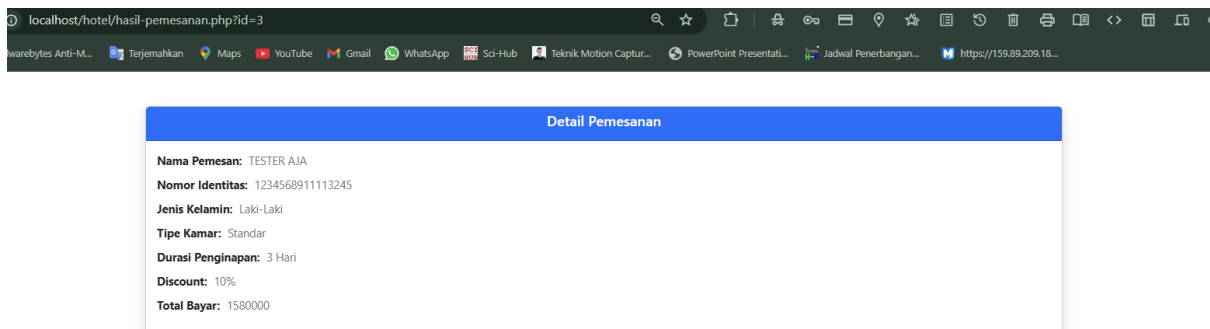 localhost/hotel/hasil-pemesanan.php?id=3
lwarebytes Anti-M... Terjemahkan Maps YouTube Gmail WhatsApp Sci-Hub Teknik Motion Captur... PowerPoint Presentati... Jadwal Penerbangan... https://159.89.209.18...
Detail Pemesanan
Nama Pemesan: TESTER AJA
Nomor Identitas: 1234568911113245
Jenis Kelamin: Laki-Laki
Tipe Kamar: Standar
Durasi Penginapan: 3 Hari
Discount: 10%
Total Bayar: 1580000